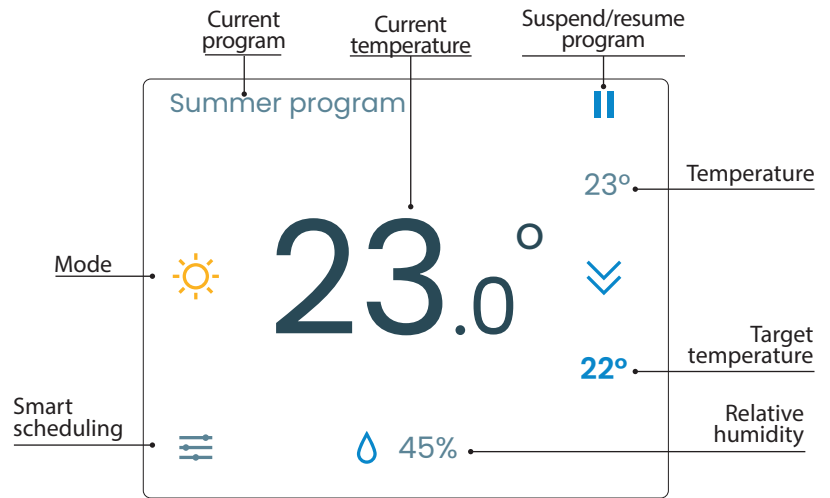 Current
program
Current
temperature
Suspend/resume
program
Summer program
23°
Temperature
Mode
23.0°
Target
temperature
22°
Smart
scheduling
45%
Relative
humidity